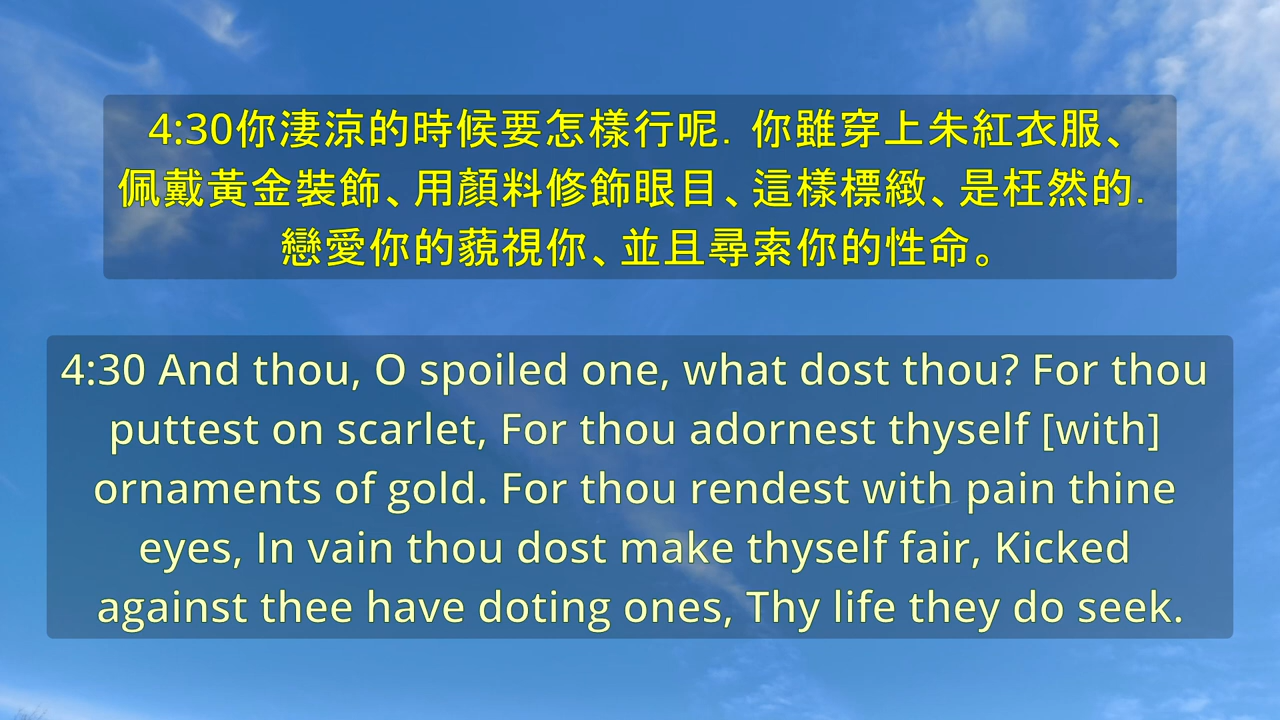 4:30你淒涼的時候要怎樣行呢. 你雖穿上朱紅衣服、
佩戴黃金裝飾、用顏料修飾眼目、這樣標緻、是枉然的.
戀愛你的藐視你、並且尋索你的性命。
4:30 And thou, O spoiled one, what dost thou? For thou
puttest on scarlet, For thou adornest thyself [with]
ornaments of gold. For thou rendest with pain thine
eyes, In vain thou dost make thyself fair, Kicked
against thee have doting ones, Thy life they do seek.